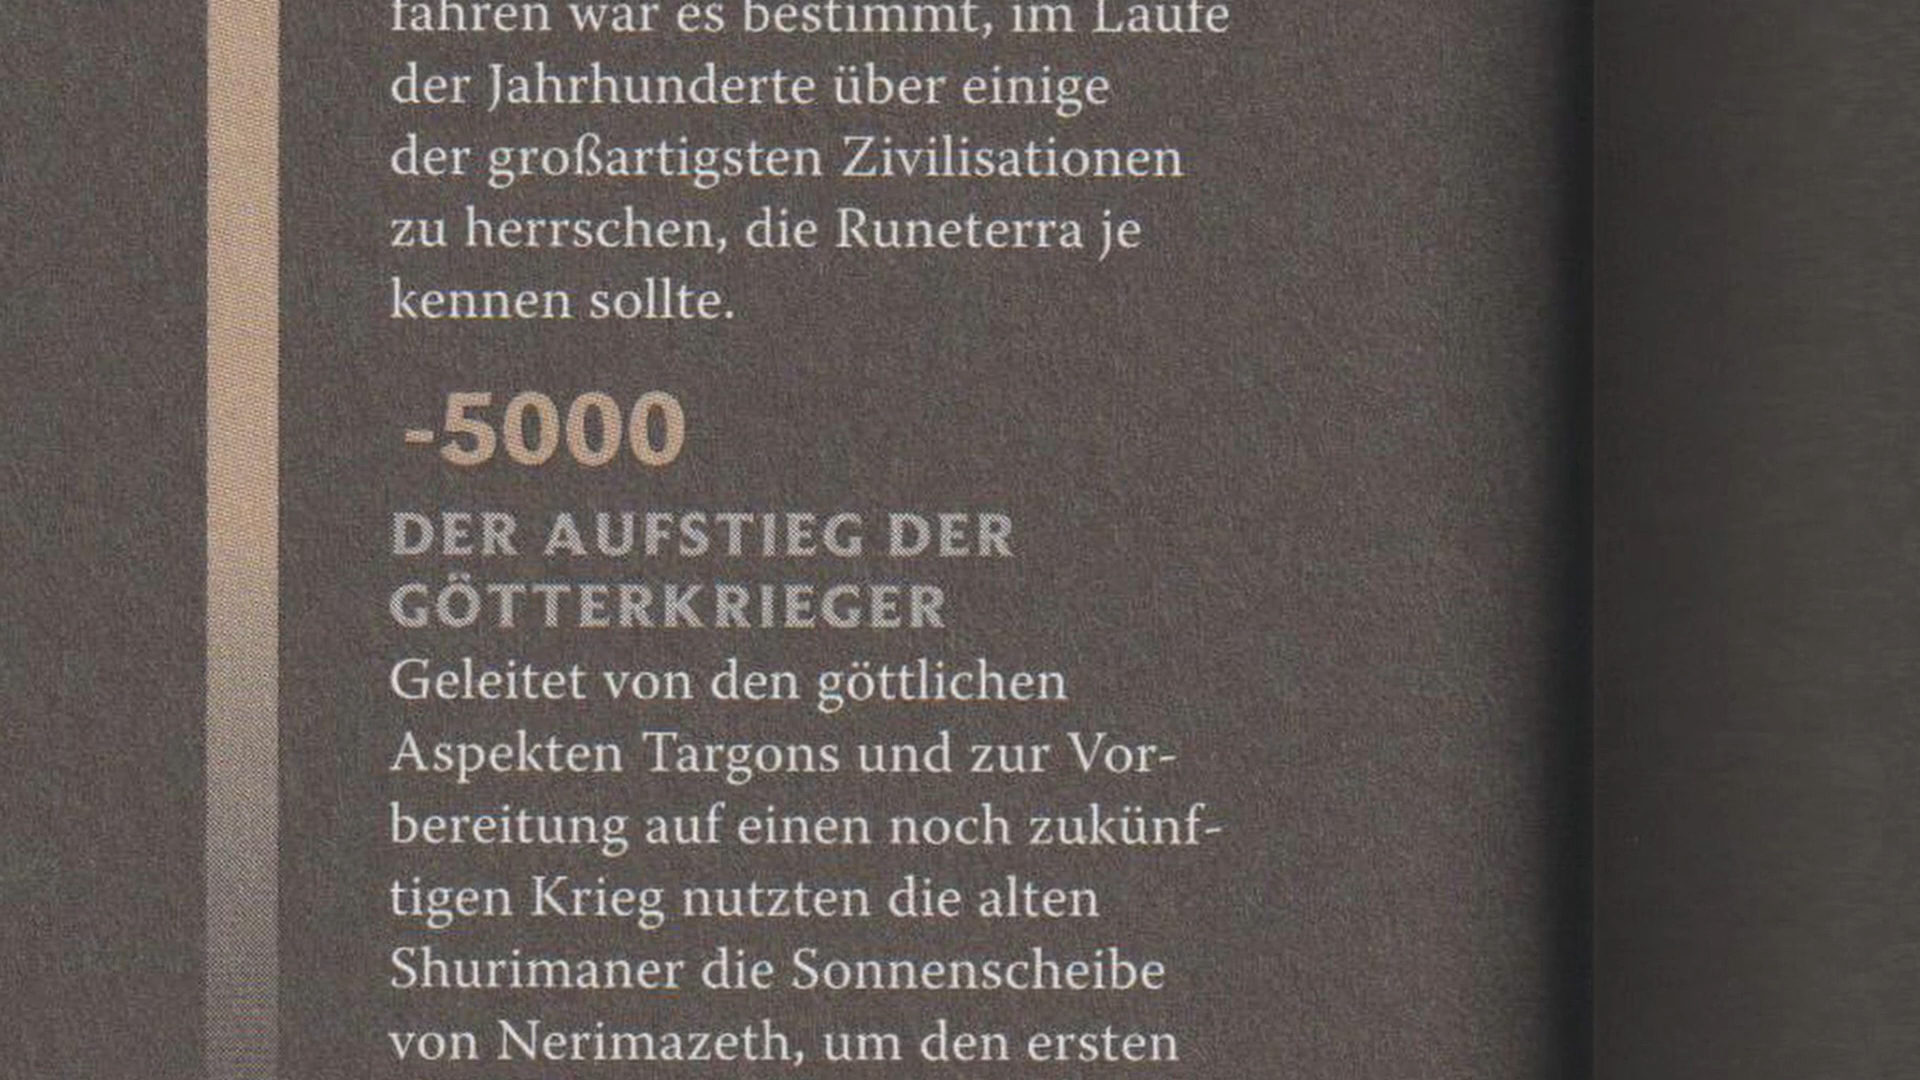 fahren war es bestimmt, im Laufe
der Jahrhunderte über einige
der großartigsten Zivilisationen
zu herrschen, die Runeterra je
kennen sollte.
-5000
DER AUFSTIEG DER
GÖTTERKRIEGER
Geleitet von den göttlichen
Aspekten Targons und zur Vor-
bereitung auf einen noch zukünf-
tigen Krieg nutzten die alten
Shurimaner die Sonnenscheibe
von Nerimazeth, um den ersten